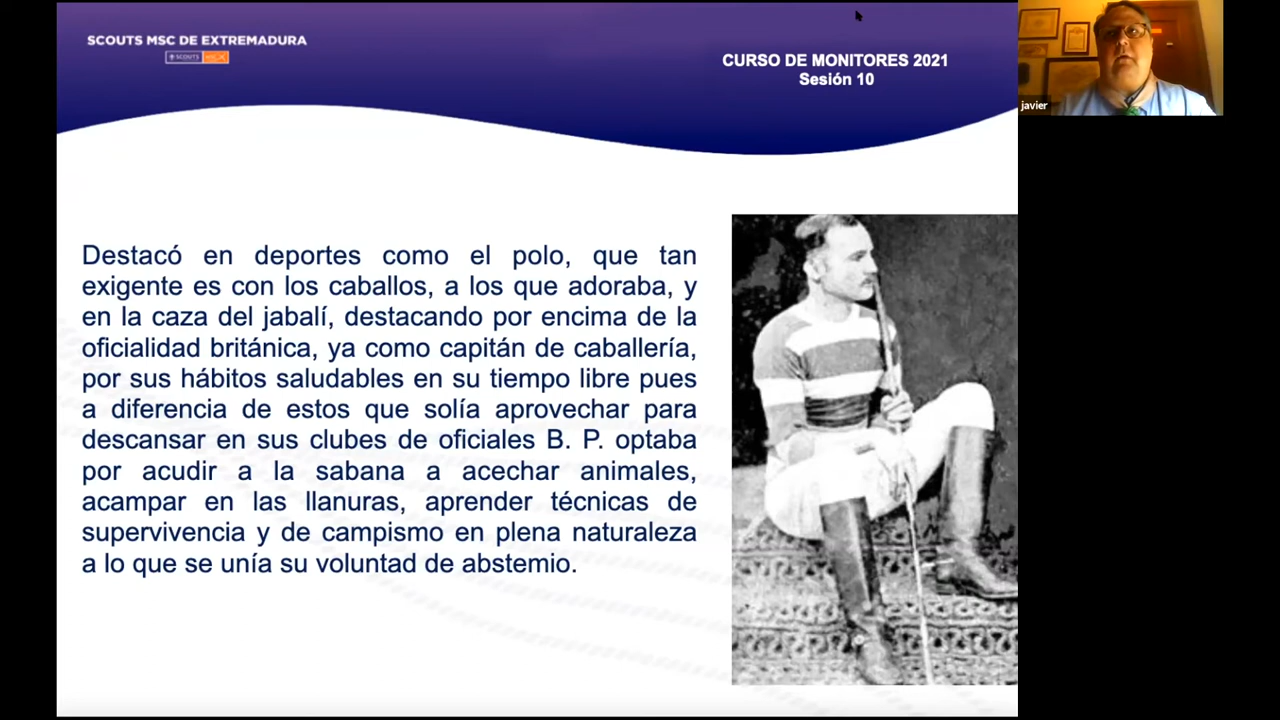 SCOUTS MSC DE EXTREMADURA
SCOUTS MSC
CURSO DE MONITORES 2021
Sesión 10
javier
Destacó en deportes como el polo, que tan
exigente es con los caballos, a los que adoraba, y
en la caza del jabalí, destacando por encima de la
oficialidad británica, ya como capitán de caballería,
por sus hábitos saludables en su tiempo libre pues
a diferencia de estos que solía aprovechar para
descansar en sus clubes de oficiales B. P. optaba
por acudir a la sabana a acechar animales,
acampar en las llanuras, aprender técnicas de
supervivencia y de campismo en plena naturaleza
a lo que se unía su voluntad de abstemio.